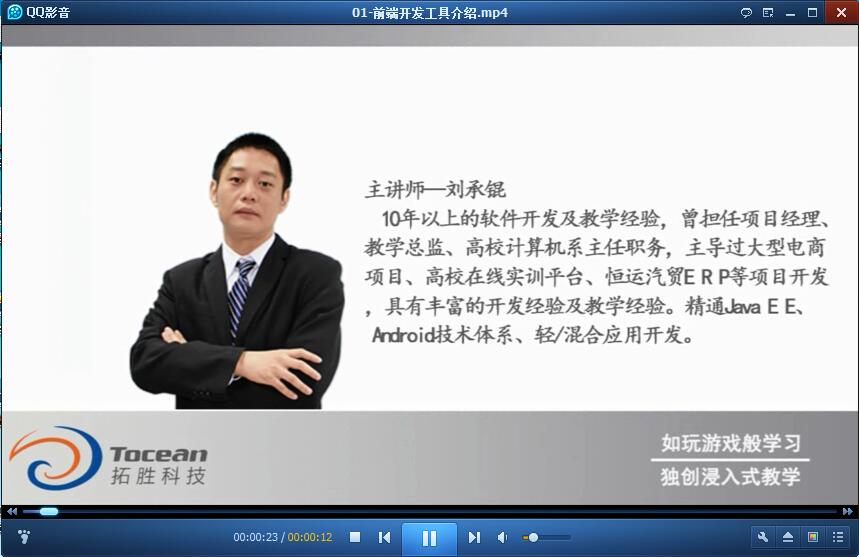 QQ影音
01-前端开发工具介绍.mp4
主讲师—刘承锟
10年以上的软件开发及教学经验，曾担任项目经理、
教学总监、高校计算机系主任职务，主导过大型电商
项目、高校在线实训平台、恒运汽贸E R P等项目开发
，具有丰富的开发经验及教学经验。精通Java E E、
Android技术体系、轻/混合应用开发。
Tocean
拓胜科技
如玩游戏般学习
独创浸入式教学
00:00:23 / 00:00:12